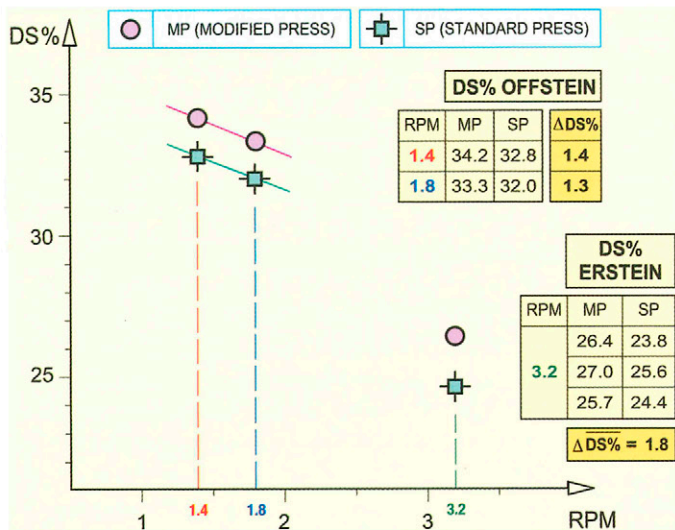 DS%
MP (MODIFIED PRESS)
SP (STANDARD PRESS)
35
30
25
DS% OFFSTEIN
RPM MP SP ΔDS%
1.4 34.2 32.8 1.4
1.8 33.3 32.0 1.3
DS%
ERSTEIN
RPM MP SP
26.4 23.8
3.2 27.0 25.6
25.7 24.4
ΔD̅S̅%̅ = 1.8
1 1.4 1.8 2 3 3.2 RPM